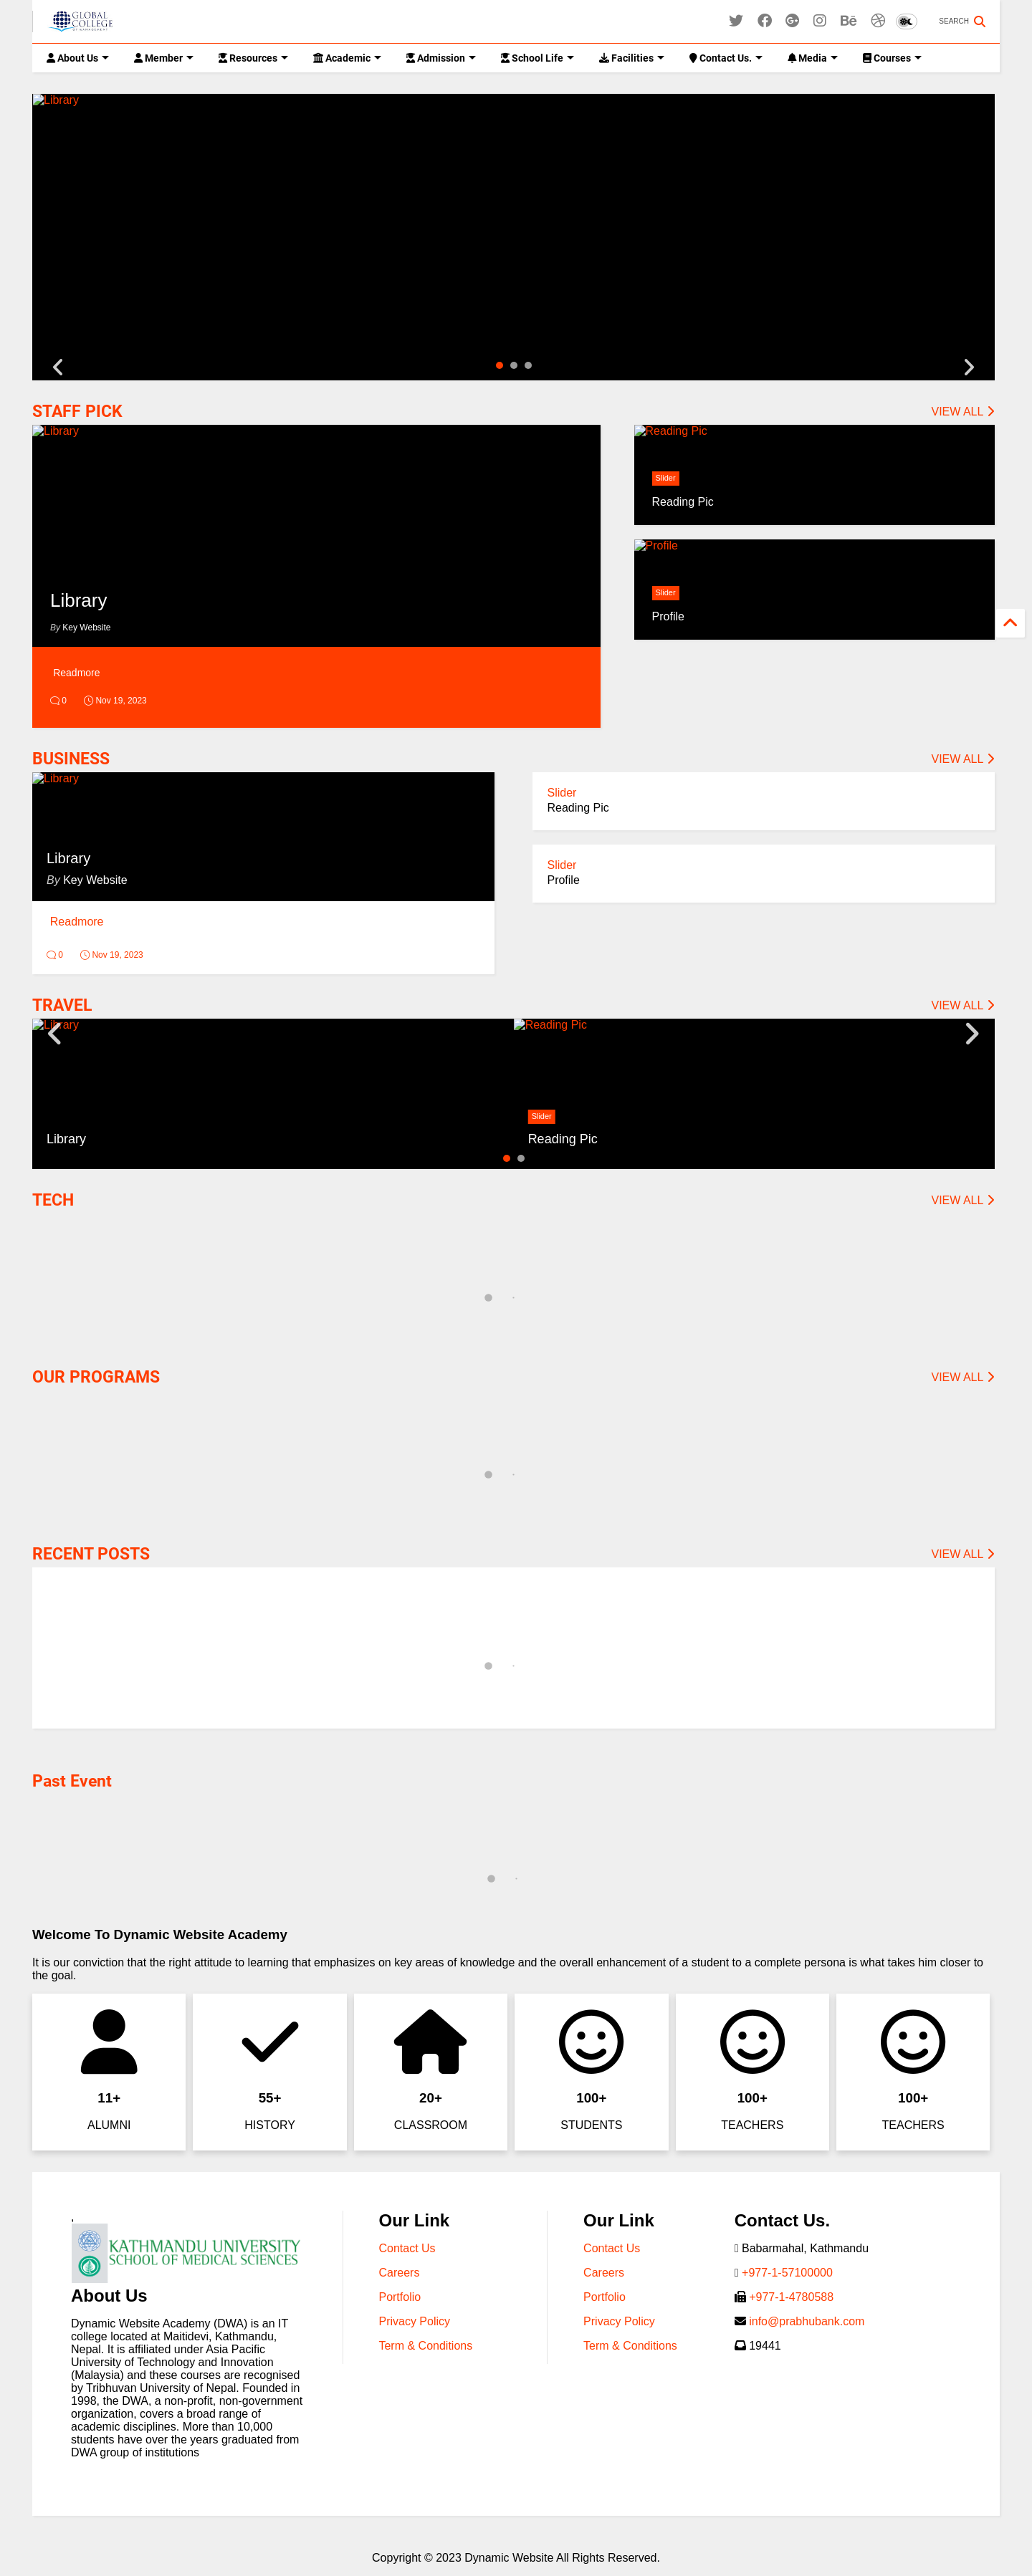 GLOBAL
COLLEGE
OF MANAGEMENT
SEARCH
About Us
Member
Resources
Academic
Admission
School Life
Facilities
Contact Us.
Media
Courses
Library
STAFF PICK
VIEW ALL
Library
Library
By Key Website
Readmore
0 Nov 19, 2023
Reading Pic
Slider
Reading Pic
Profile
Slider
Profile
BUSINESS
VIEW ALL
Library
Library
By Key Website
Readmore
0 Nov 19, 2023
Slider
Reading Pic
Slider
Profile
TRAVEL
VIEW ALL
Library
Library
Reading Pic
Slider
Reading Pic
TECH
VIEW ALL
OUR PROGRAMS
VIEW ALL
RECENT POSTS
VIEW ALL
Past Event
Welcome To Dynamic Website Academy
It is our conviction that the right attitude to learning that emphasizes on key areas of knowledge and the overall enhancement of a student to a complete persona is what takes him closer to
the goal.
11+
ALUMNI
55+
HISTORY
20+
CLASSROOM
100+
STUDENTS
100+
TEACHERS
100+
TEACHERS
'
KATHMANDU UNIVERSITY
SCHOOL OF MEDICAL SCIENCES
About Us
Dynamic Website Academy (DWA) is an IT
college located at Maitidevi, Kathmandu,
Nepal. It is affiliated under Asia Pacific
University of Technology and Innovation
(Malaysia) and these courses are recognised
by Tribhuvan University of Nepal. Founded in
1998, the DWA, a non-profit, non-government
organization, covers a broad range of
academic disciplines. More than 10,000
students have over the years graduated from
DWA group of institutions
Our Link
Contact Us
Careers
Portfolio
Privacy Policy
Term & Conditions
Our Link
Contact Us
Careers
Portfolio
Privacy Policy
Term & Conditions
Contact Us.
Babarmahal, Kathmandu
+977-1-57100000
+977-1-4780588
info@prabhubank.com
19441
Copyright © 2023 Dynamic Website All Rights Reserved.